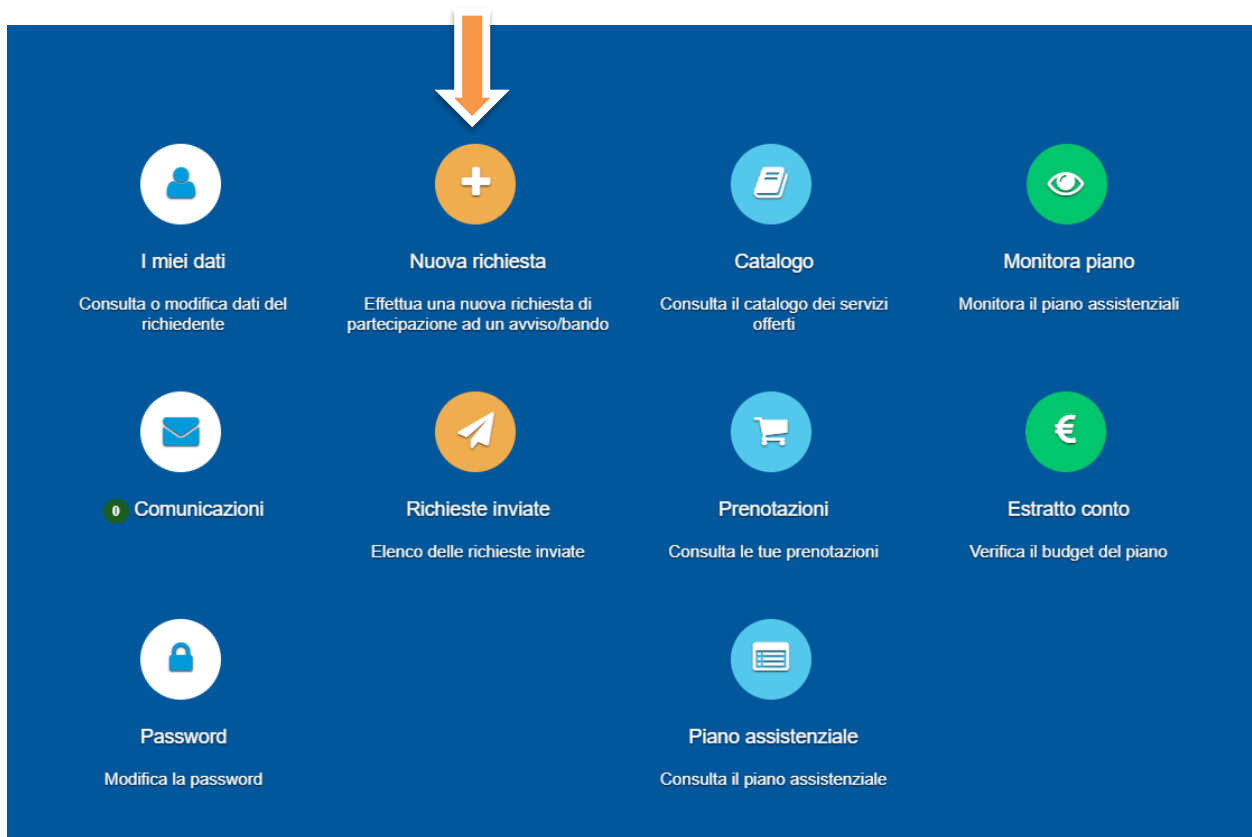 I miei dati
Consulta o modifica dati del
richiedente
Nuova richiesta
Effettua una nuova richiesta di
partecipazione ad un avviso/bando
Catalogo
Consulta il catalogo dei servizi
offerti
Monitora piano
Monitora il piano assistenziali
0 Comunicazioni
Richieste inviate
Elenco delle richieste inviate
Prenotazioni
Consulta le tue prenotazioni
€
Estratto conto
Verifica il budget del piano
Password
Modifica la password
Piano assistenziale
Consulta il piano assistenziale